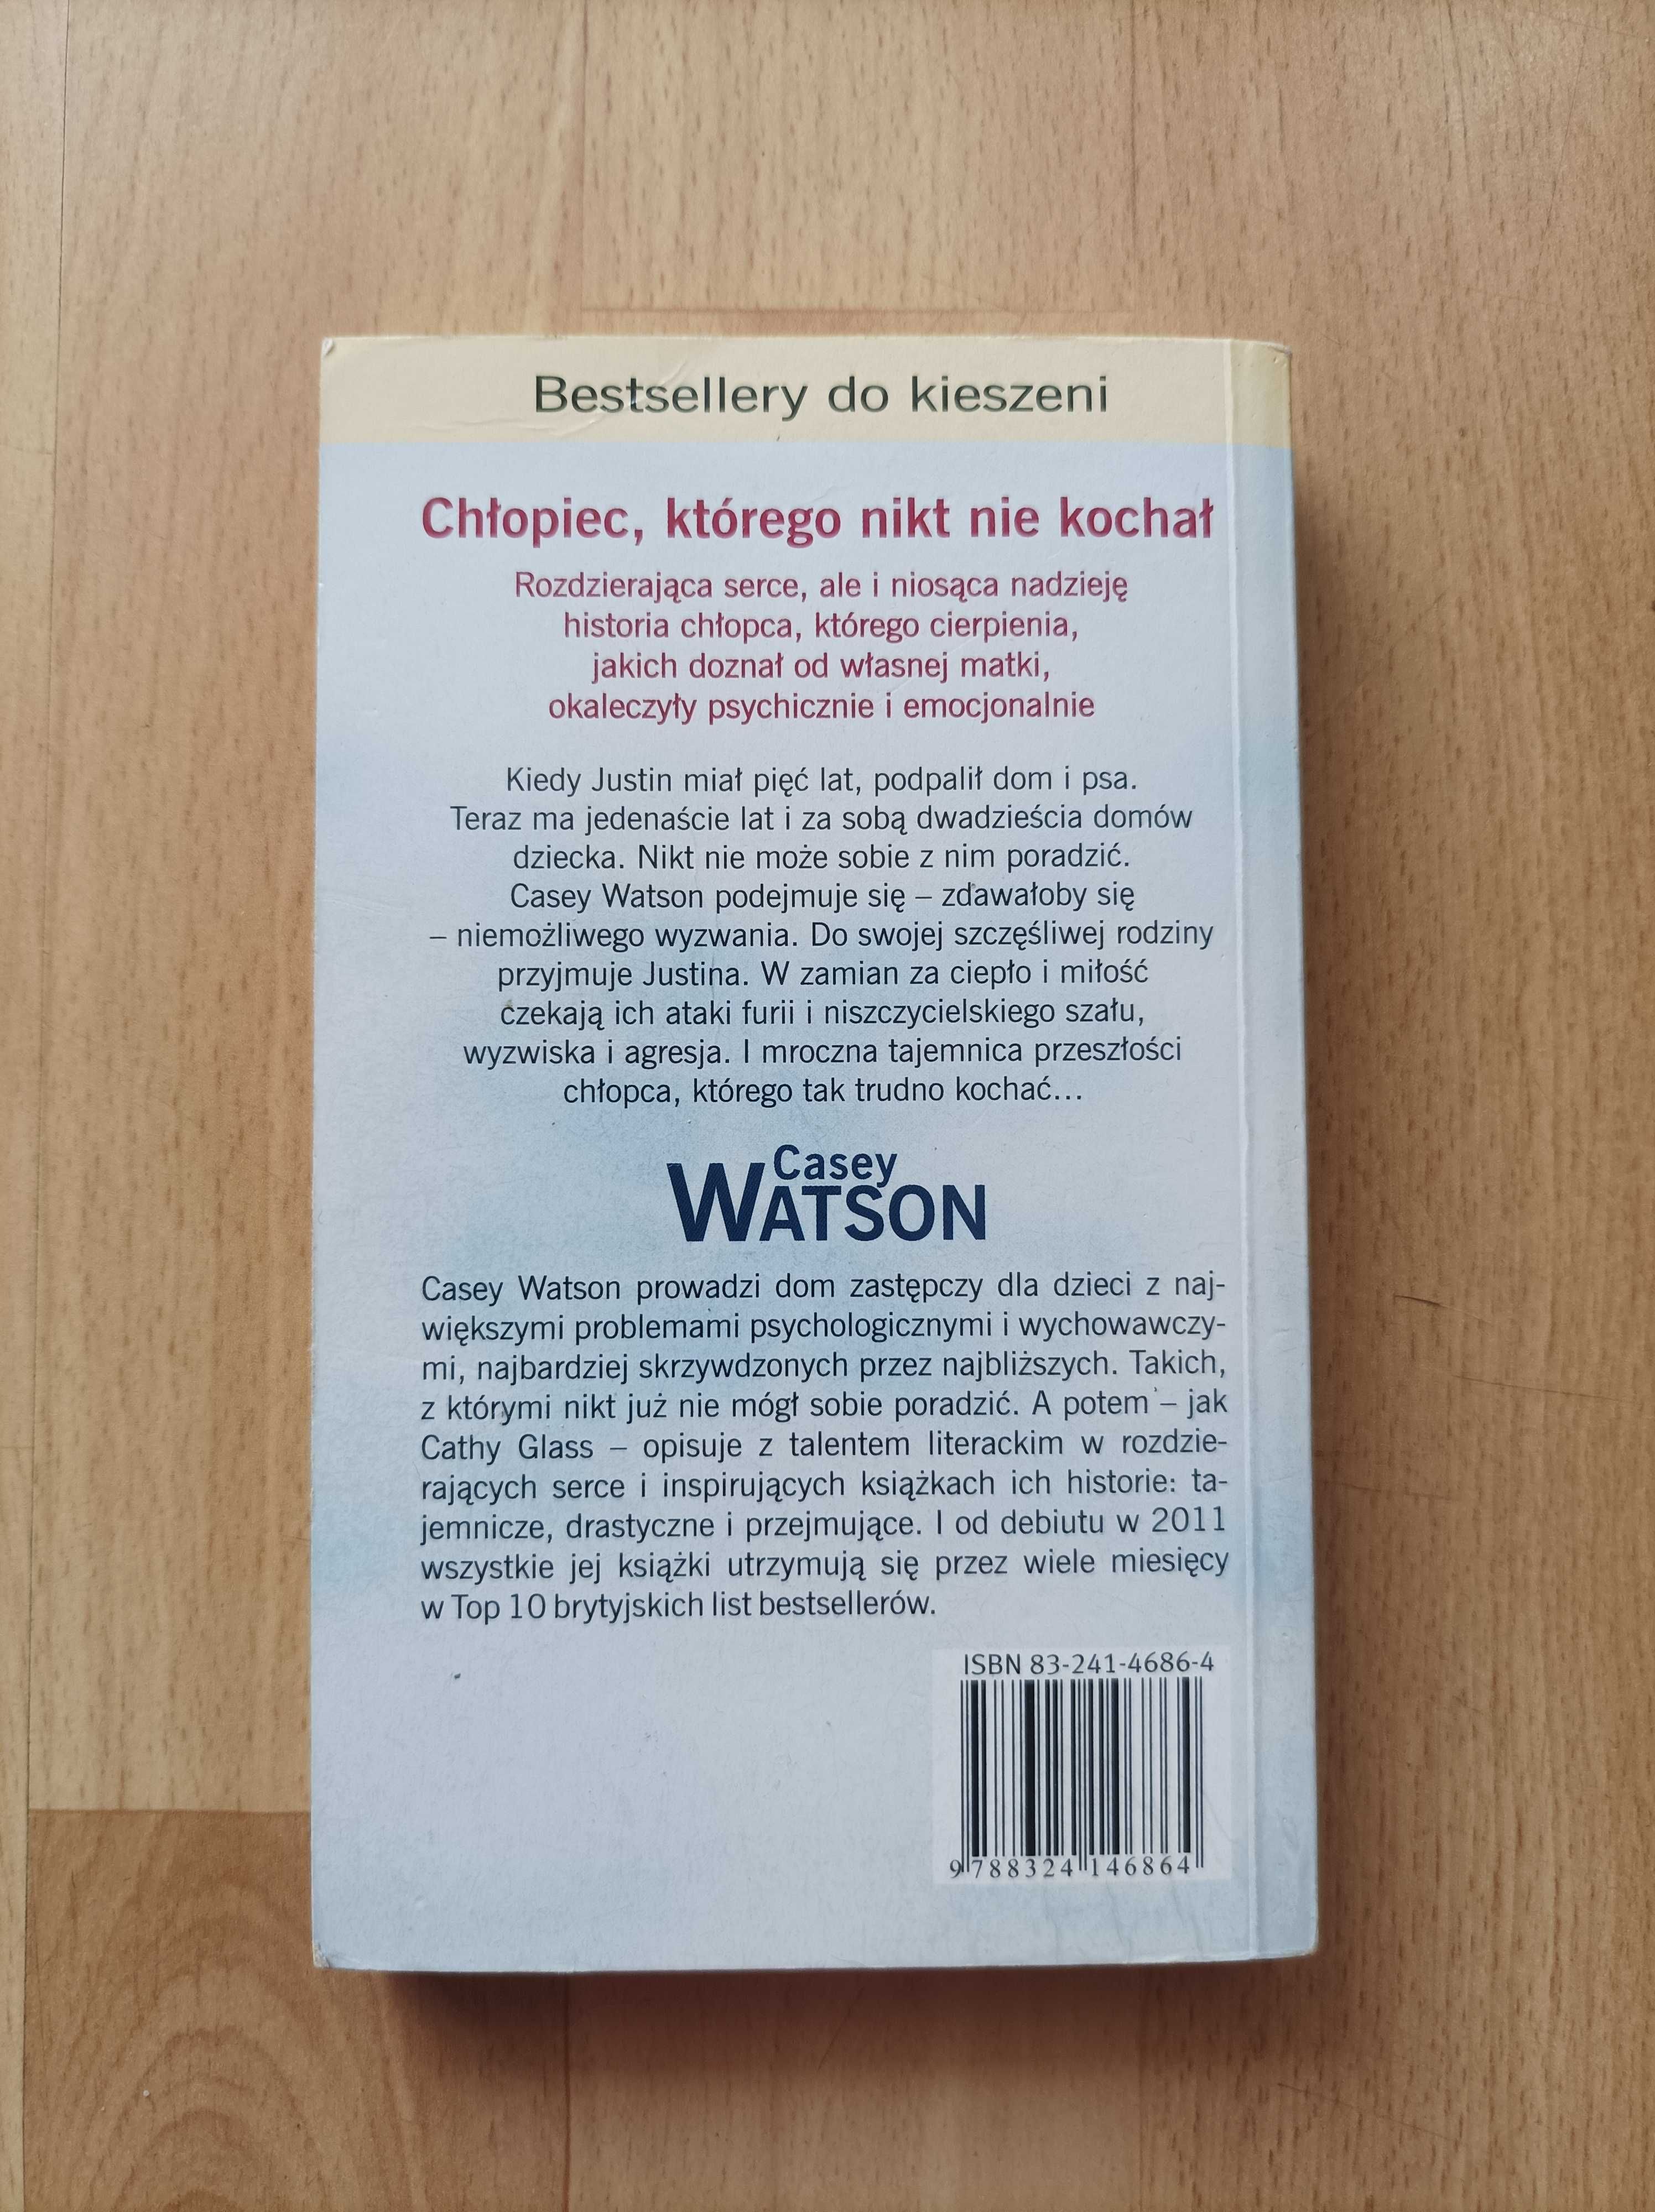 Bestsellery do kieszeni
Chłopiec, którego nikt nie kochał
Rozdzierająca serce, ale i niosąca nadzieję
historia chłopca, którego cierpienia,
jakich doznał od własnej matki,
okaleczyły psychicznie i emocjonalnie
Kiedy Justin miał pięć lat, podpalił dom i psa.
Teraz ma jedenaście lat i za sobą dwadzieścia domów
dziecka. Nikt nie może sobie z nim poradzić.
Casey Watson podejmuje się – zdawałoby się
– niemożliwego wyzwania. Do swojej szczęśliwej rodziny
przyjmuje Justina. W zamian za ciepło i miłość
czekają ich ataki furii i niszczycielskiego szału,
wyzwiska i agresja. I mroczna tajemnica przeszłości
chłopca, którego tak trudno kochać...
Casey
WATSON
Casey Watson prowadzi dom zastępczy dla dzieci z naj-
większymi problemami psychologicznymi i wychowawczy-
mi, najbardziej skrzywdzonych przez najbliższych. Takich,
z którymi nikt już nie mógł sobie poradzić. A potem – jak
Cathy Glass – opisuje z talentem literackim w rozdzie-
rających serce i inspirujących książkach ich historie: ta-
jemnicze, drastyczne i przejmujące. I od debiutu w 2011
wszystkie jej książki utrzymują się przez wiele miesięcy
w Top 10 brytyjskich list bestsellerów.
ISBN 83-241-4686-4
9 788324 146864